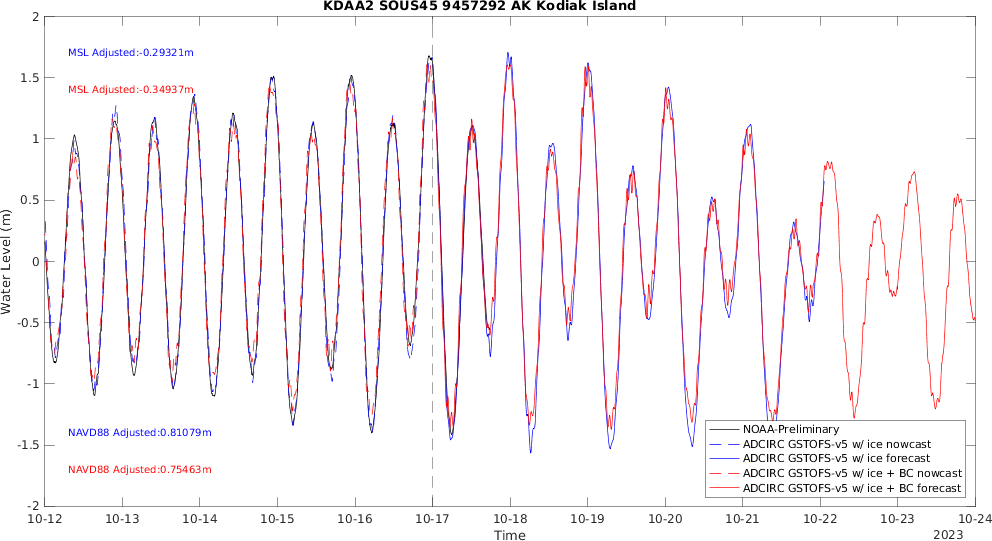 KDAA2 SOUS45 9457292 AK Kodiak Island
Water Level (m)
2
1.5
1
0.5
0
-0.5
-1
-1.5
-2
MSL Adjusted:-0.29321m
MSL Adjusted:-0.34937m
NAVD88 Adjusted:0.81079m
NAVD88 Adjusted:0.75463m
NOAA-Preliminary
ADCIRC GSTOFS-v5 w/ ice nowcast
ADCIRC GSTOFS-v5 w/ ice forecast
ADCIRC GSTOFS-v5 w/ ice + BC nowcast
ADCIRC GSTOFS-v5 w/ ice + BC forecast
10-12 10-13 10-14 10-15 10-16 10-17 10-18 10-19 10-20 10-21 10-22 10-23 10-24
Time
2023